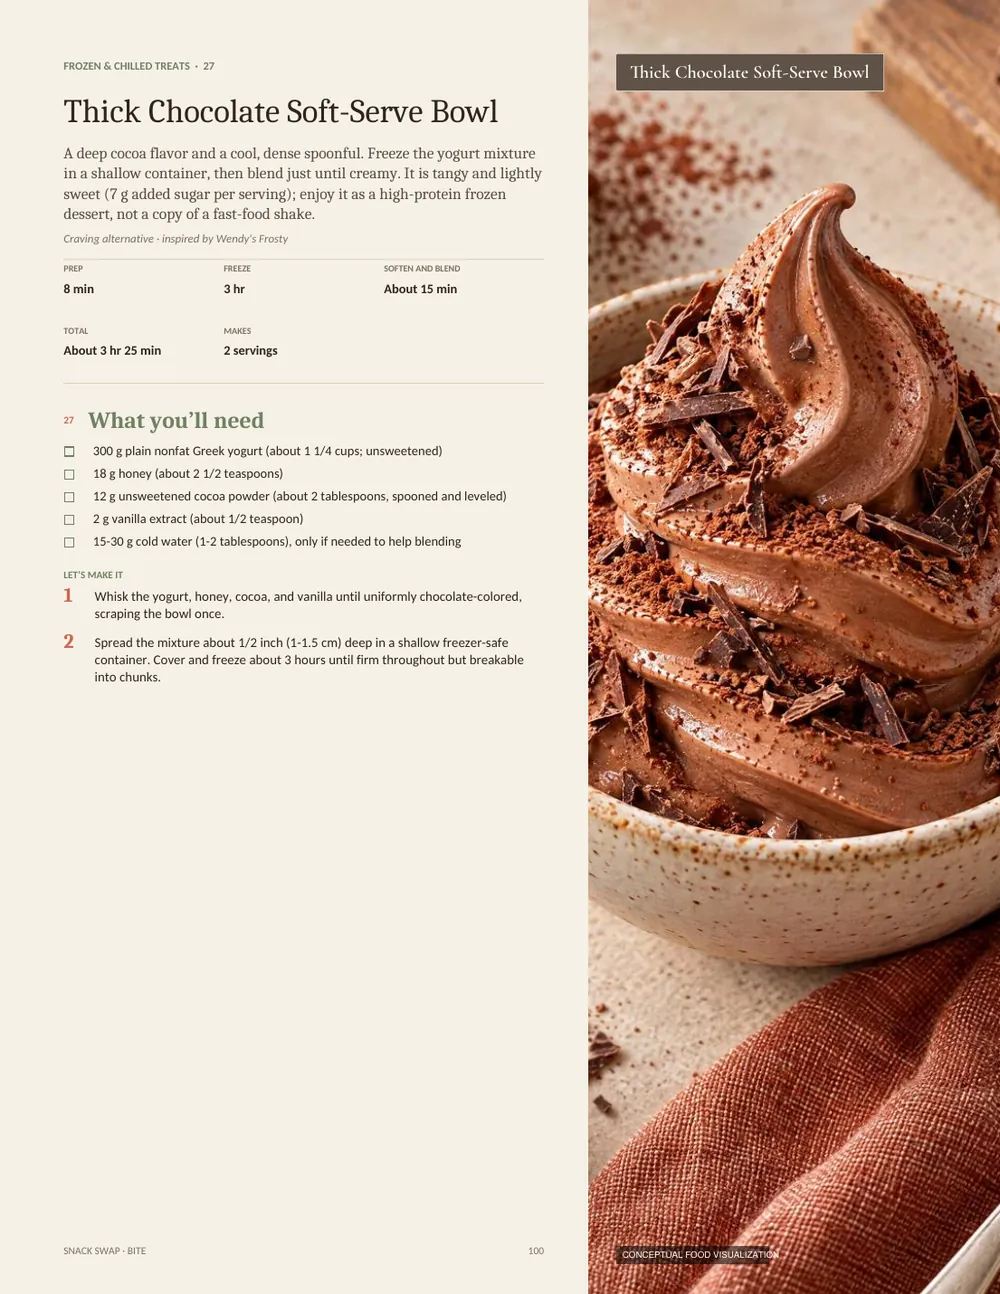 FROZEN & CHILLED TREATS · 27
Thick Chocolate Soft-Serve Bowl
A deep cocoa flavor and a cool, dense spoonful. Freeze the yogurt mixture
in a shallow container, then blend just until creamy. It is tangy and lightly
sweet (7 g added sugar per serving); enjoy it as a high-protein frozen
dessert, not a copy of a fast-food shake.
Craving alternative · inspired by Wendy's Frosty
PREP FREEZE SOFTEN AND BLEND
8 min 3 hr About 15 min
TOTAL MAKES
About 3 hr 25 min 2 servings
27 What you’ll need
300 g plain nonfat Greek yogurt (about 1 1/4 cups; unsweetened)
18 g honey (about 2 1/2 teaspoons)
12 g unsweetened cocoa powder (about 2 tablespoons, spooned and leveled)
2 g vanilla extract (about 1/2 teaspoon)
15-30 g cold water (1-2 tablespoons), only if needed to help blending
LET'S MAKE IT
1 Whisk the yogurt, honey, cocoa, and vanilla until uniformly chocolate-colored,
scraping the bowl once.
2 Spread the mixture about 1/2 inch (1-1.5 cm) deep in a shallow freezer-safe
container. Cover and freeze about 3 hours until firm throughout but breakable
into chunks.
SNACK SWAP · BITE 100
Thick Chocolate Soft-Serve Bowl
CONCEPTUAL FOOD VISUALIZATION